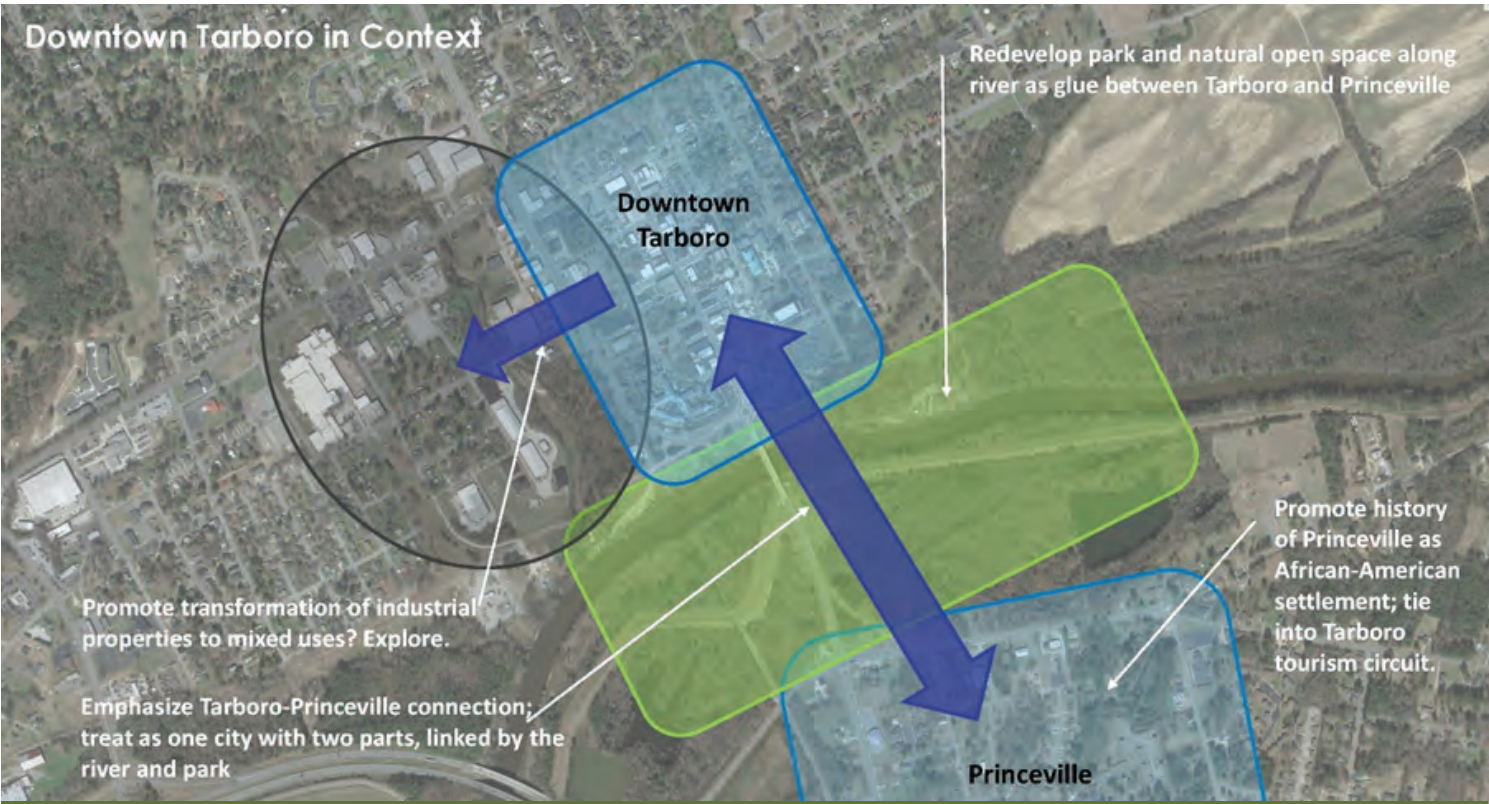 Downtown Tarboro in Context
Redevelop park and natural open space along
river as glue between Tarboro and Princeville
Downtown
Tarboro
Promote history
of Princeville as
African-American
settlement; tie
into Tarboro
tourism circuit.
Promote transformation of industrial
properties to mixed uses? Explore.
Emphasize Tarboro-Princeville connection;
treat as one city with two parts, linked by the
river and park
Princeville